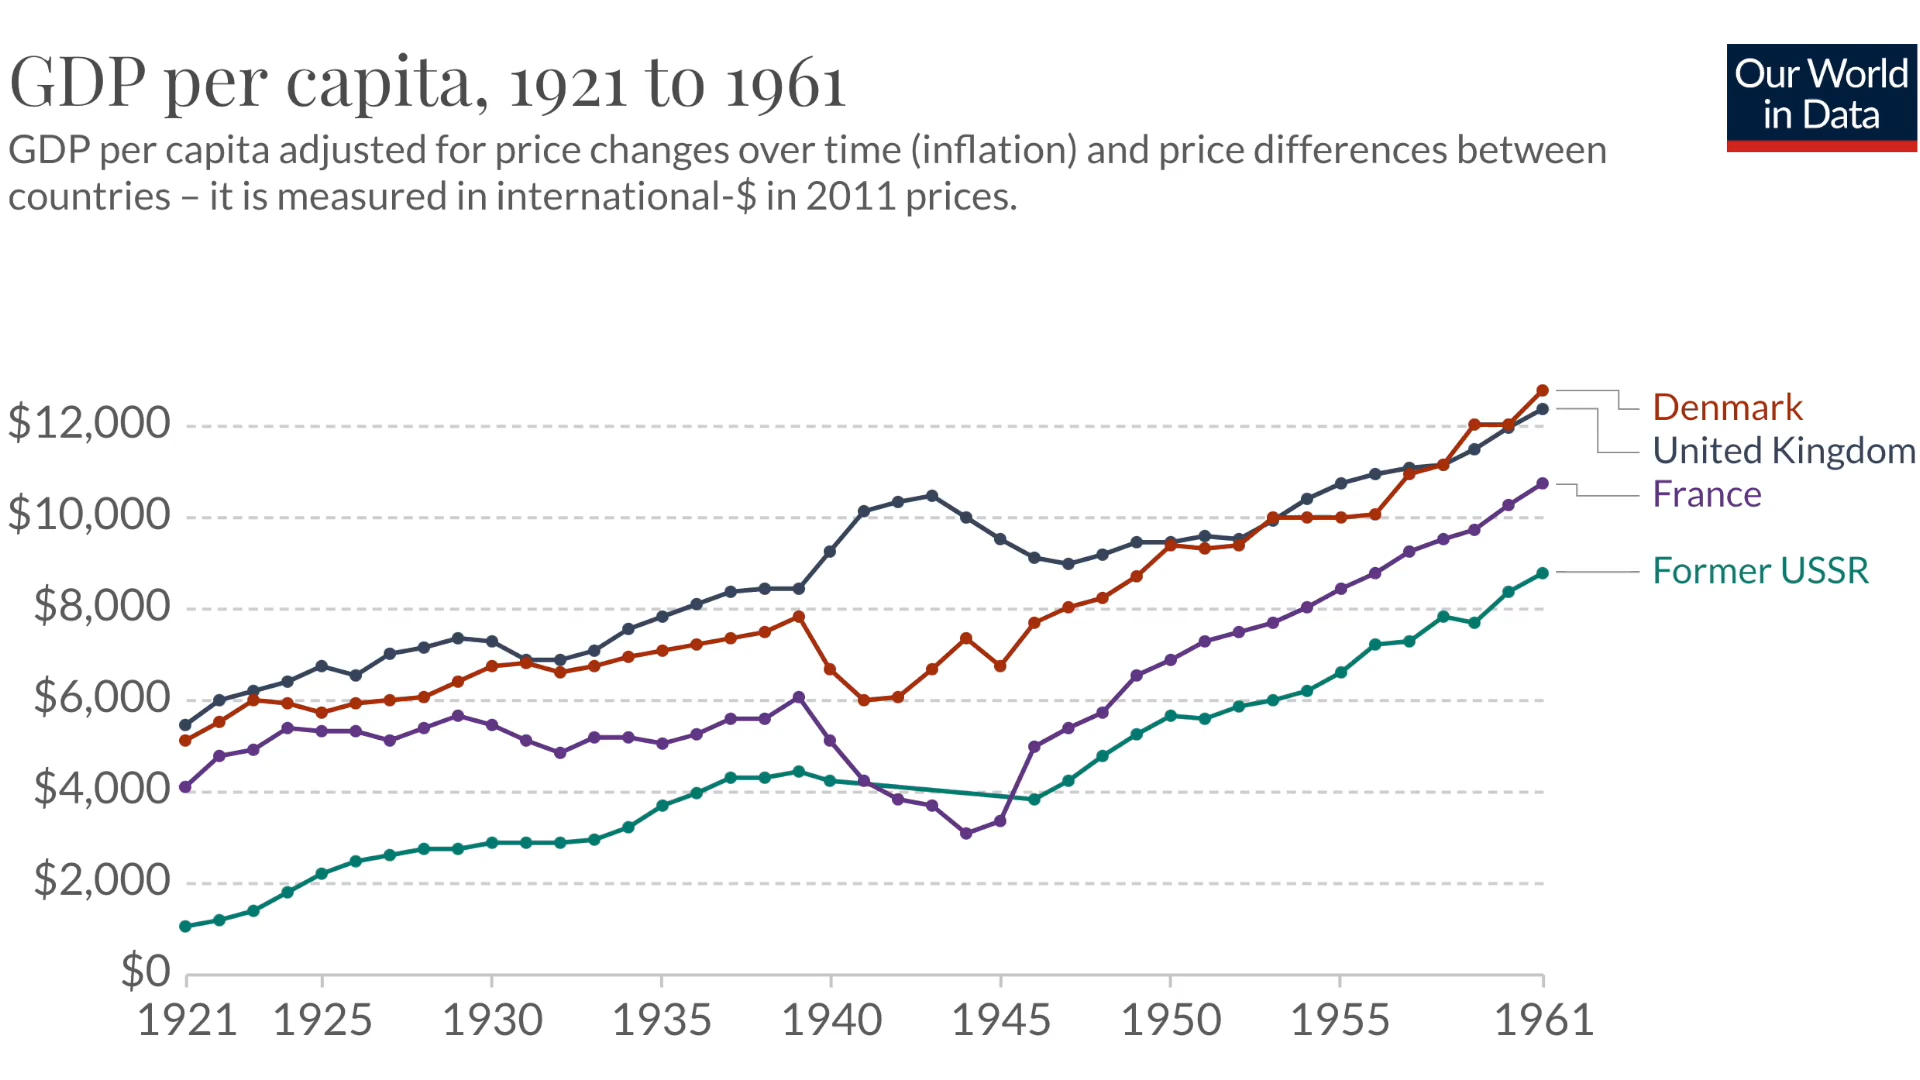 GDP per capita, 1921 to 1961
Our World
in Data
GDP per capita adjusted for price changes over time (inflation) and price differences between
countries – it is measured in international-$ in 2011 prices.
$12,000
$10,000
$8,000
$6,000
$4,000
$2,000
$0
Denmark
United Kingdom
France
Former USSR
1921 1925 1930 1935 1940 1945 1950 1955 1961